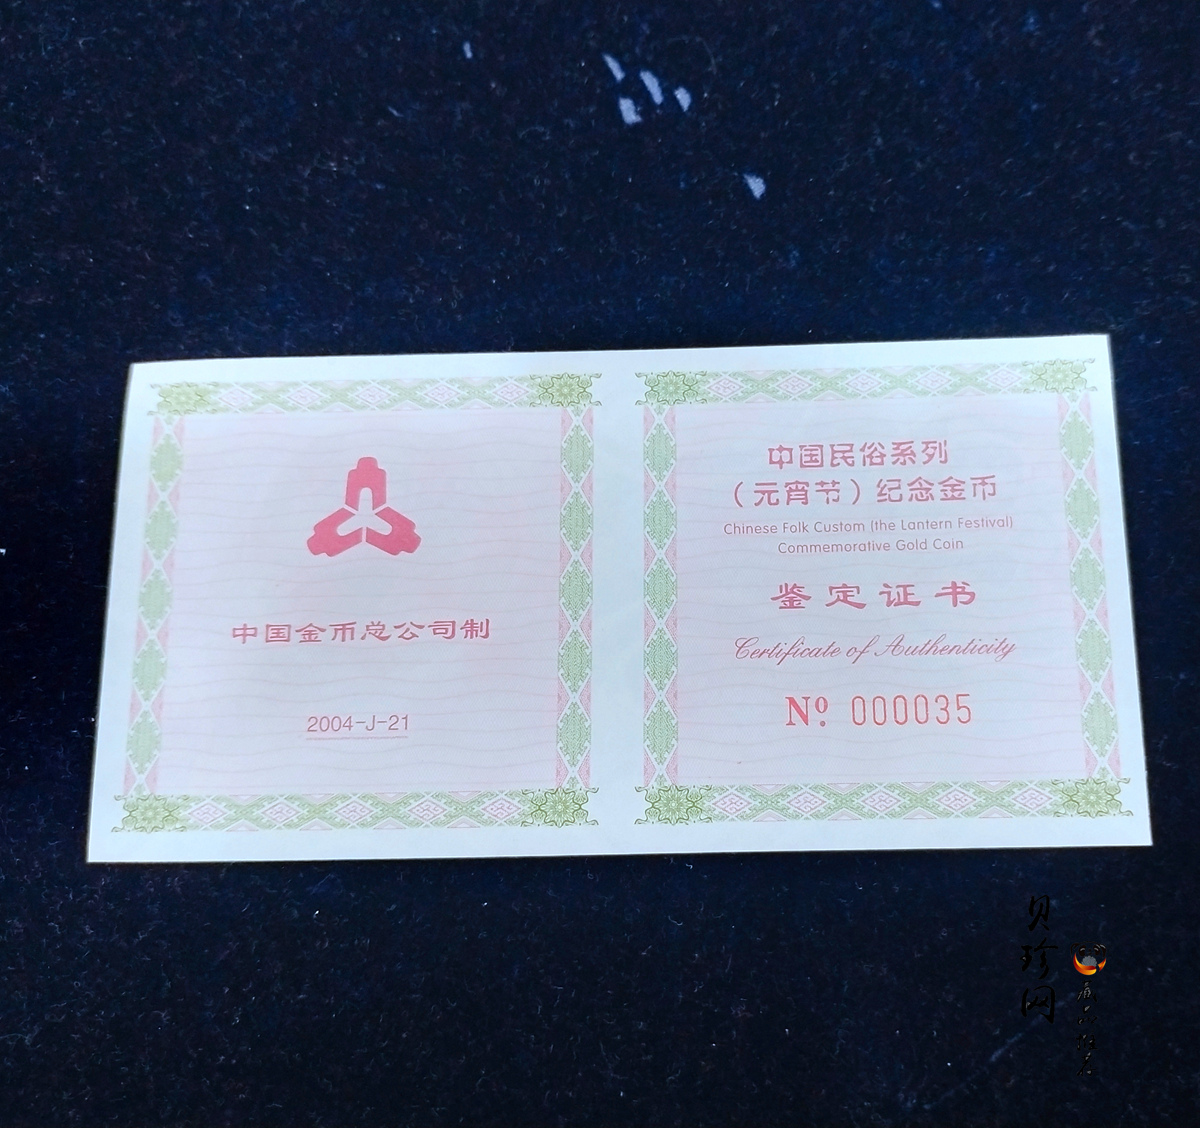 中国金币总公司制
2004-J-21
中国民俗系列
（元宵节）纪念金币
Chinese Folk Custom (the Lantern Festival)
Commemorative Gold Coin
鉴定证书
Certificate of Authenticity
Nº 000035
贝珍网